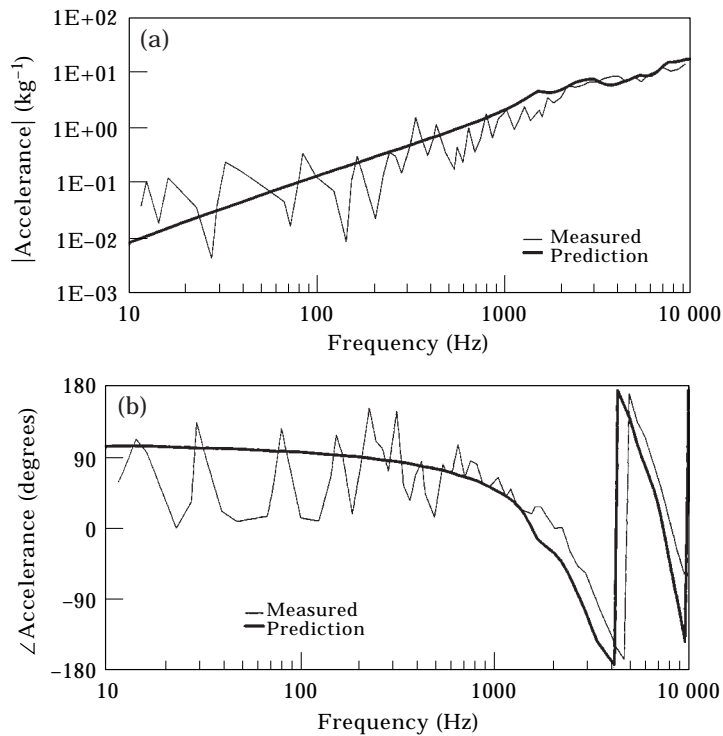 (a)
1E+02
1E+01
1E+00
1E−01
1E−02
1E−03
|Accelerance| (kg⁻¹)
Measured
Prediction
10 100 1000 10 000
Frequency (Hz)
(b)
180
90
0
−90
−180
∠Accelerance (degrees)
Measured
Prediction
10 100 1000 10 000
Frequency (Hz)